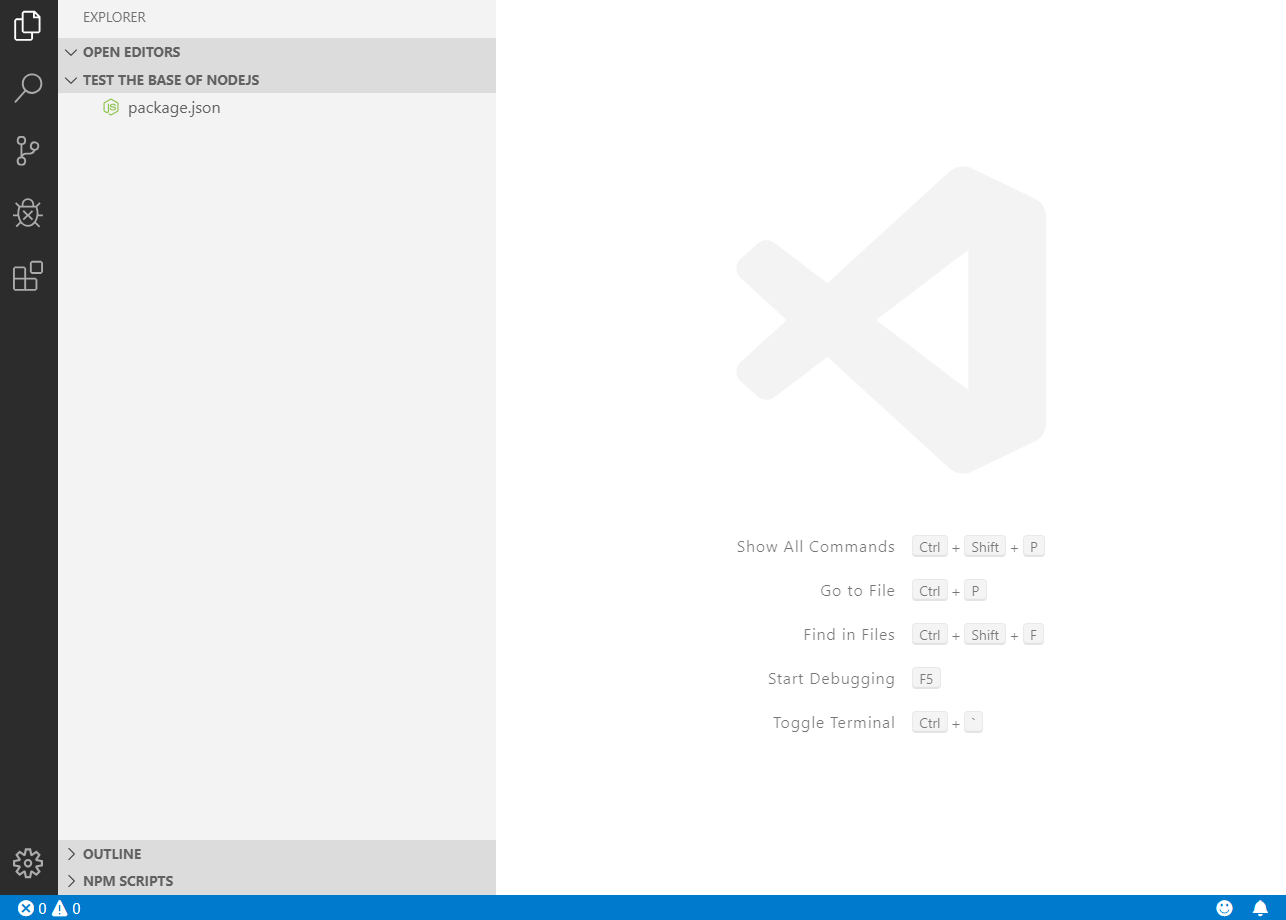 EXPLORER
OPEN EDITORS
TEST THE BASE OF NODEJS
JS package.json
Show All Commands Ctrl + Shift + P
Go to File Ctrl + P
Find in Files Ctrl + Shift + F
Start Debugging F5
Toggle Terminal Ctrl + `
OUTLINE
NPM SCRIPTS
0 0